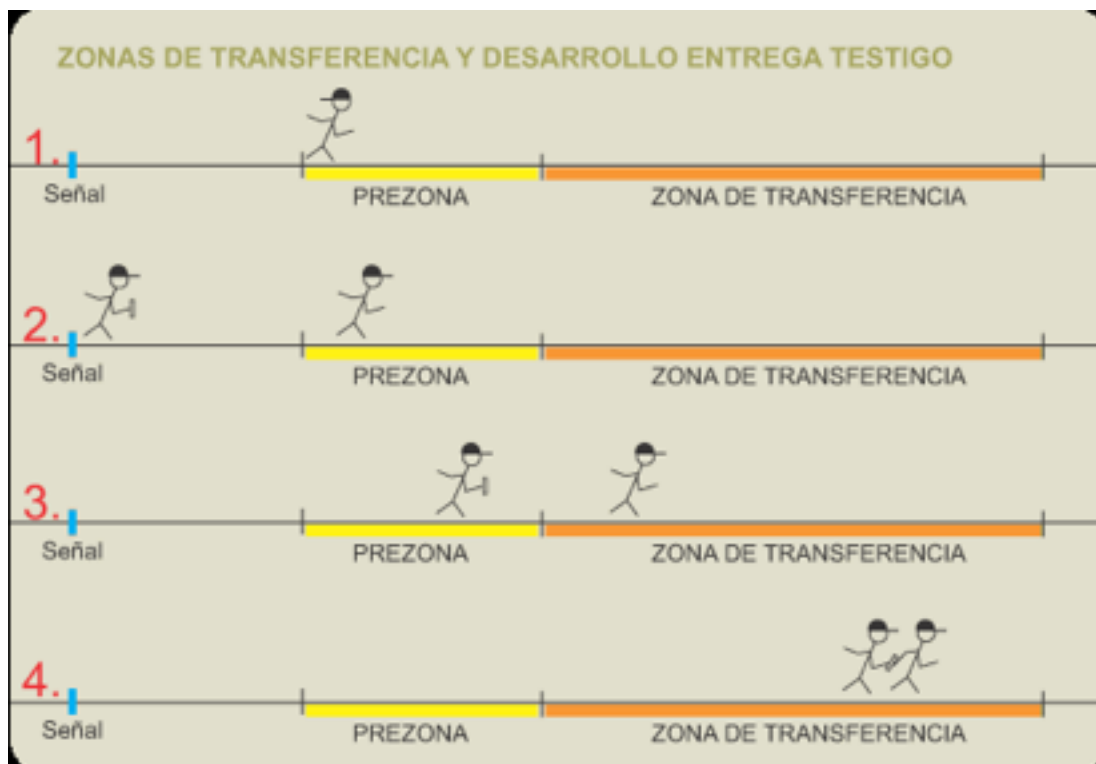 ZONAS DE TRANSFERENCIA Y DESARROLLO ENTREGA TESTIGO
1.
Señal PREZONA ZONA DE TRANSFERENCIA
2.
Señal PREZONA ZONA DE TRANSFERENCIA
3.
Señal PREZONA ZONA DE TRANSFERENCIA
4.
Señal PREZONA ZONA DE TRANSFERENCIA